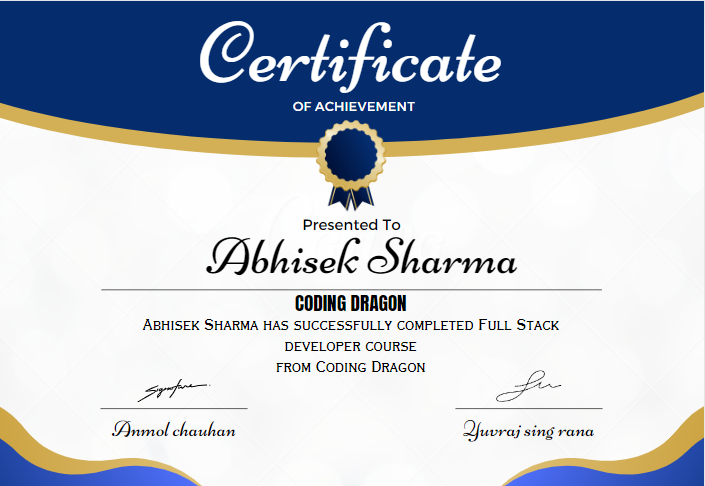 Certificate
OF ACHIEVEMENT
Presented To
Abhisek Sharma
CODING DRAGON
Abhisek Sharma has successfully completed Full Stack
developer course
from Coding Dragon
Signature
Anmol chauhan
Yuvraj sing rana